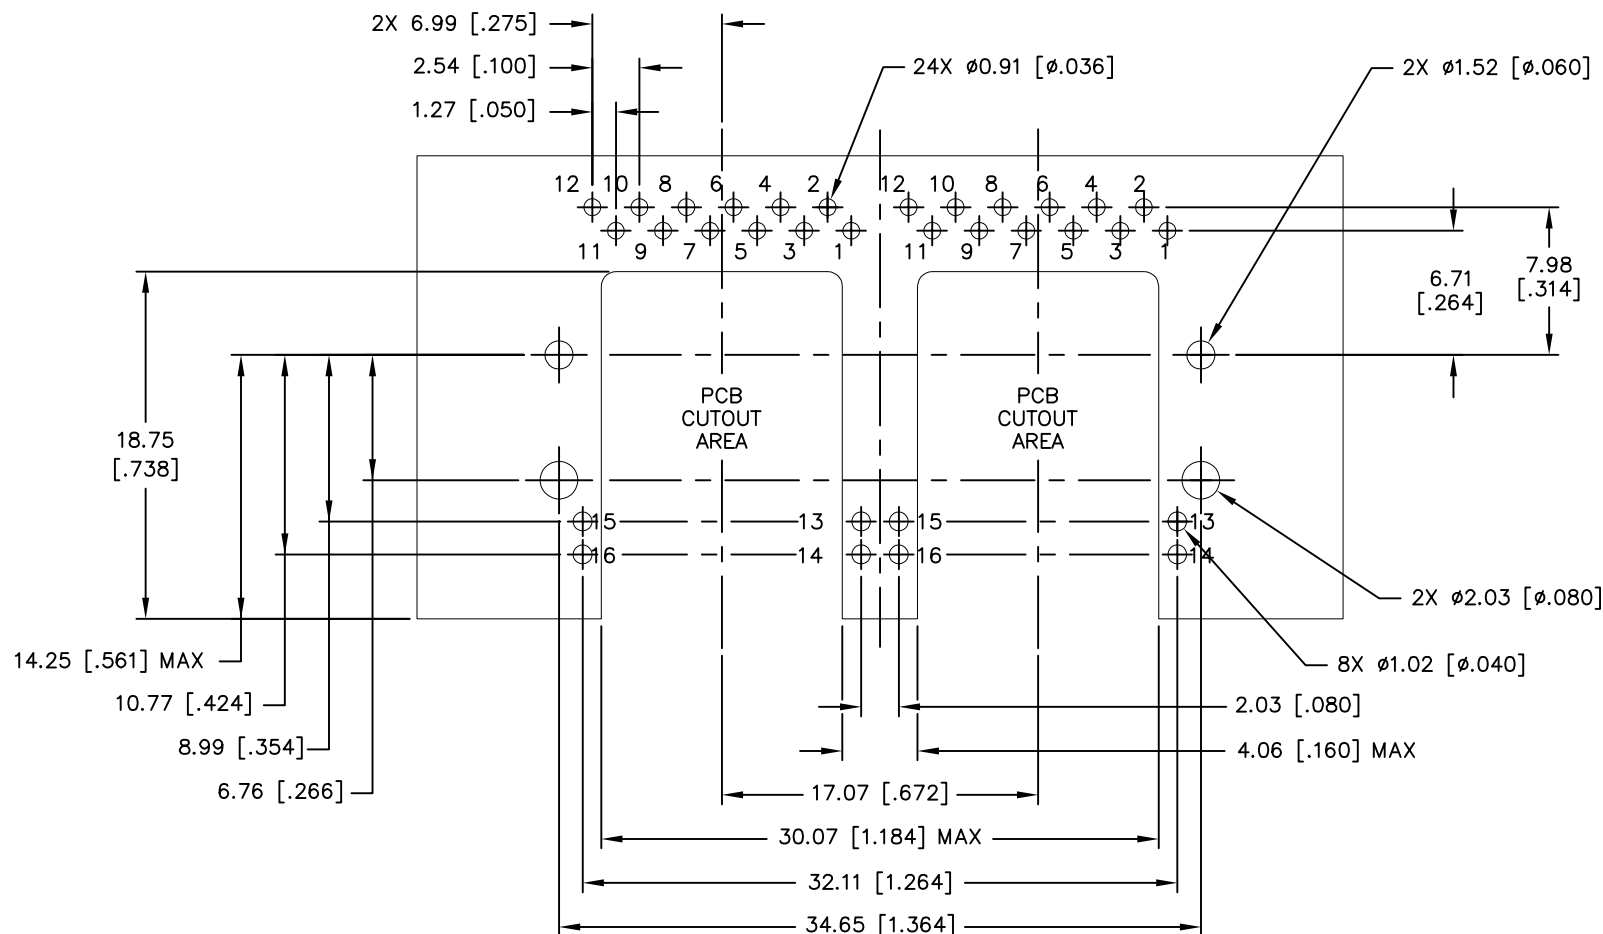 2X 6.99 [.275]
2.54 [.100]
1.27 [.050]
24X ø0.91 [ø.036]
2X ø1.52 [ø.060]
12 10 8 6 4 2 12 10 8 6 4 2
11 9 7 5 3 1 11 9 7 5 3 1
6.71
[.264]
7.98
[.314]
PCB
CUTOUT
AREA
PCB
CUTOUT
AREA
18.75
[.738]
15 13 15 13
16 14 16 14
2X ø2.03 [ø.080]
14.25 [.561] MAX
8X ø1.02 [ø.040]
10.77 [.424]
2.03 [.080]
8.99 [.354]
4.06 [.160] MAX
6.76 [.266]
17.07 [.672]
30.07 [1.184] MAX
32.11 [1.264]
34.65 [1.364]